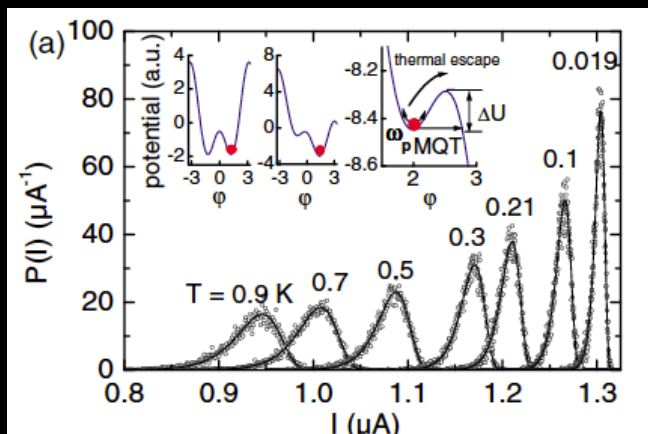 (a)
P(I) (μA⁻¹)
100
80
60
40
20
0
potential (a.u.)
4
2
0
-2
-3 0 3
φ
8
4
0
-4
-3 0 3
φ
-8.2
-8.4
-8.6
thermal escape
ΔU
ωp MQT
2 3
φ
0.019
0.1
0.21
0.3
0.5
0.7
T = 0.9 K
0.8 0.9 1.0 1.1 1.2 1.3
I (μA)